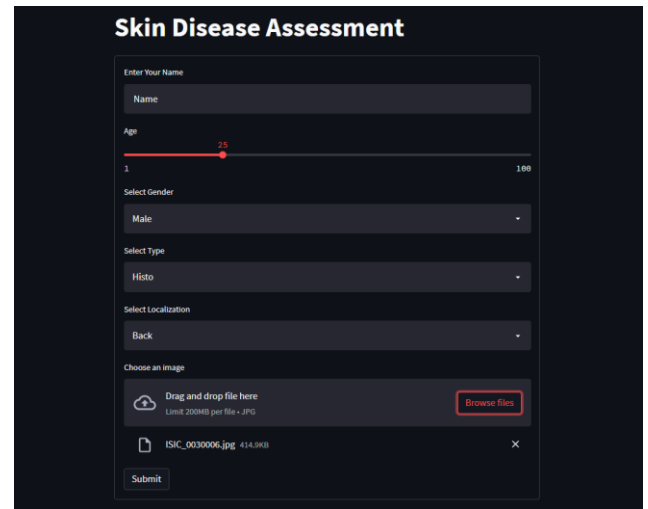 Skin Disease Assessment
Enter Your Name
Name
Age
25
1 100
Select Gender
Male
Select Type
Histo
Select Localization
Back
Choose an image
Drag and drop file here
Limit 200MB per file • JPG
Browse files
ISIC_0030006.jpg 414.9KB
Submit